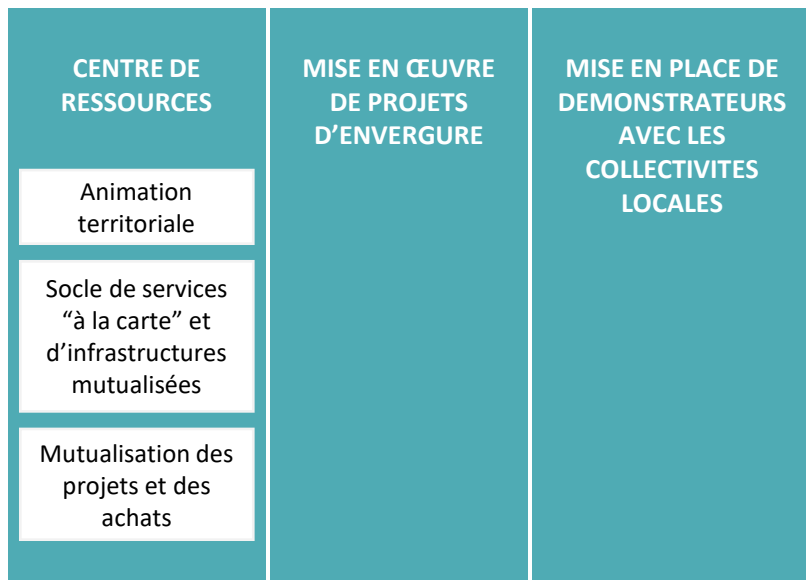 CENTRE DE
RESSOURCES
Animation
territoriale
Socle de services
“à la carte” et
d’infrastructures
mutualisées
Mutualisation des
projets et des
achats
MISE EN ŒUVRE
DE PROJETS
D’ENVERGURE
MISE EN PLACE DE
DEMONSTRATEURS
AVEC LES
COLLECTIVITES
LOCALES